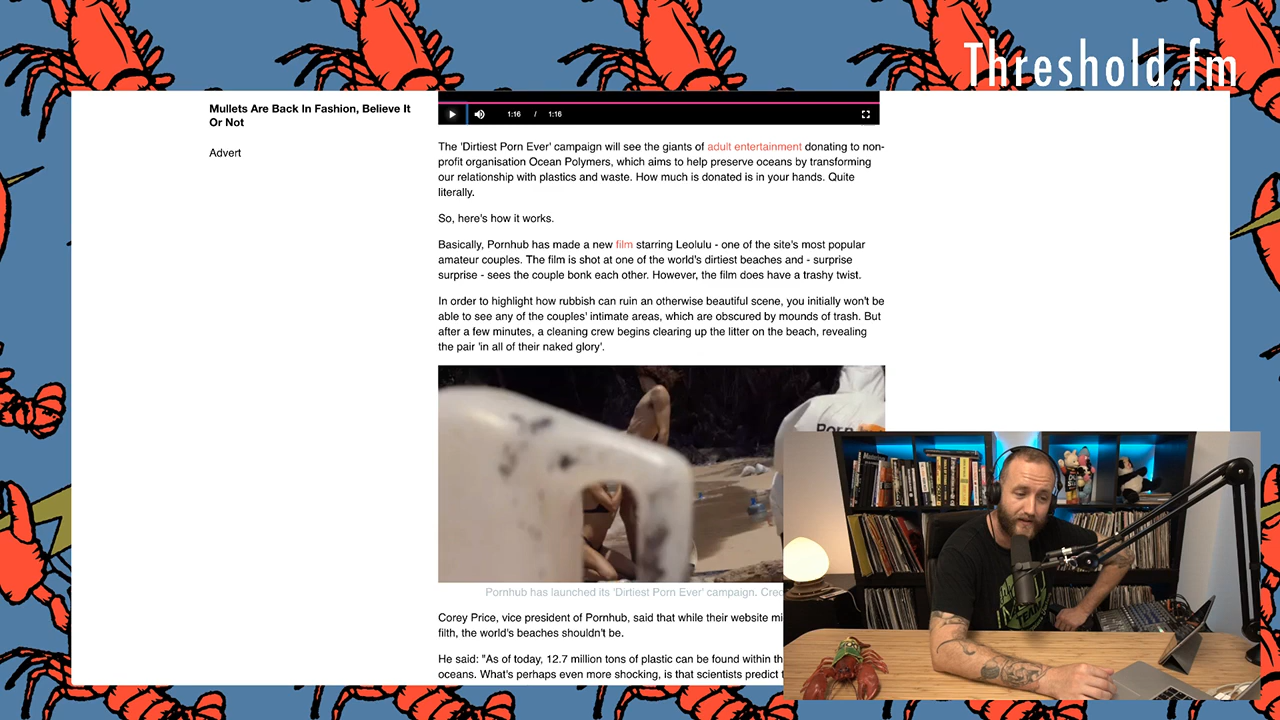 Threshold.fm
Mullets Are Back In Fashion, Believe It
Or Not
Advert
1:16 / 1:16
The 'Dirtiest Porn Ever' campaign will see the giants of adult entertainment donating to non-
profit organisation Ocean Polymers, which aims to help preserve oceans by transforming
our relationship with plastics and waste. How much is donated is in your hands. Quite
literally.
So, here's how it works.
Basically, Pornhub has made a new film starring Leolulu - one of the site's most popular
amateur couples. The film is shot at one of the world's dirtiest beaches and - surprise
surprise - sees the couple bonk each other. However, the film does have a trashy twist.
In order to highlight how rubbish can ruin an otherwise beautiful scene, you initially won't be
able to see any of the couples' intimate areas, which are obscured by mounds of trash. But
after a few minutes, a cleaning crew begins clearing up the litter on the beach, revealing
the pair 'in all of their naked glory'.
Porn
Pornhub has launched its 'Dirtiest Porn Ever' campaign. Cred
Corey Price, vice president of Pornhub, said that while their website mi
filth, the world's beaches shouldn't be.
He said: "As of today, 12.7 million tons of plastic can be found within th
oceans. What's perhaps even more shocking, is that scientists predict t